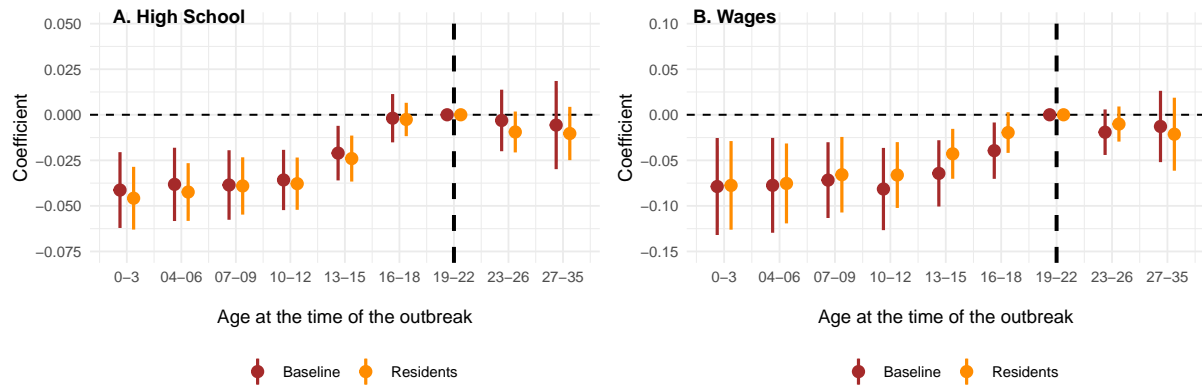 A. High School
0.050
0.025
0.000
−0.025
−0.050
−0.075
Coefficient
0−3 04−06 07−09 10−12 13−15 16−18 19−22 23−26 27−35
Age at the time of the outbreak
Baseline Residents
B. Wages
0.10
0.05
0.00
−0.05
−0.10
−0.15
Coefficient
0−3 04−06 07−09 10−12 13−15 16−18 19−22 23−26 27−35
Age at the time of the outbreak
Baseline Residents